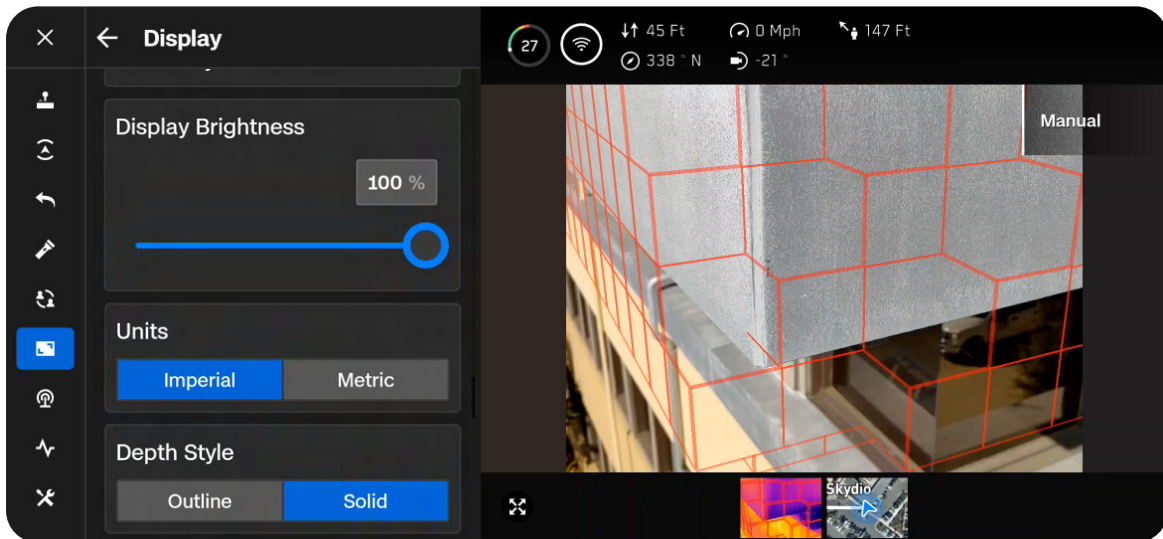 Display
Display Brightness
100 %
Units
Imperial Metric
Depth Style
Outline Solid
27
45 Ft 0 Mph 147 Ft
338 ° N -21 °
Manual
Skydio